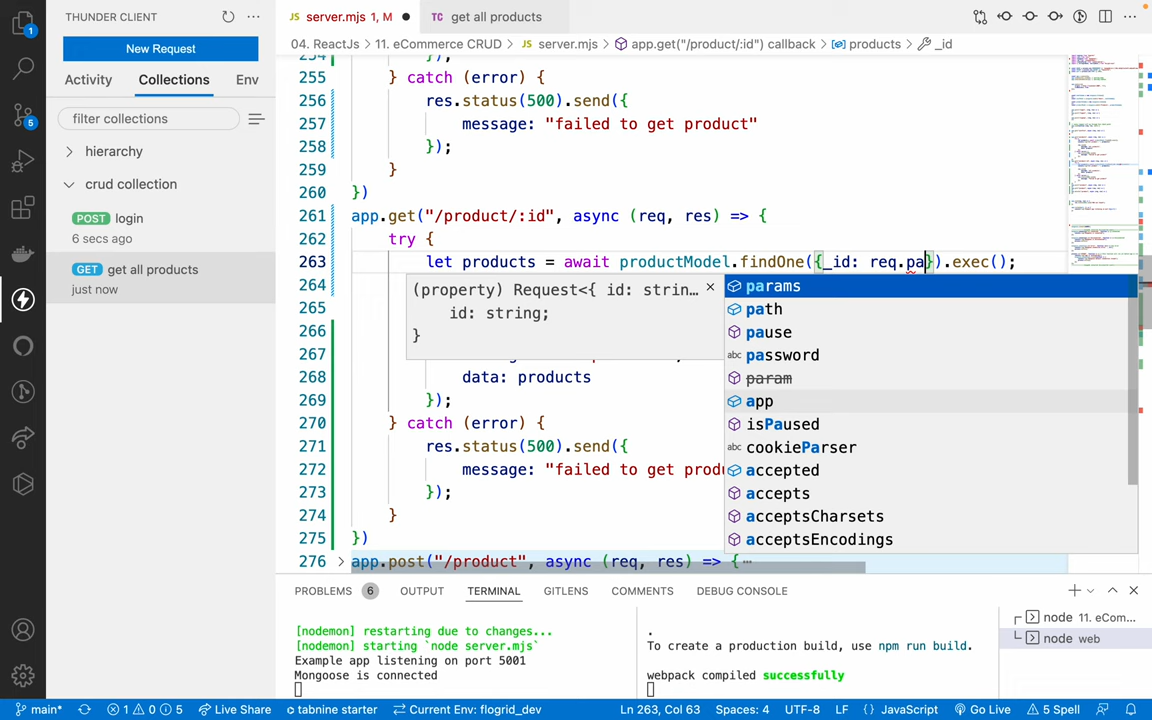 THUNDER CLIENT
New Request
Activity
Collections
Env
filter collections
hierarchy
crud collection
POST login
6 secs ago
GET get all products
just now
JS server.mjs 1, M
TC get all products
04. ReactJs > 11. eCommerce CRUD > JS server.mjs > app.get("/product/:id") callback > products > _id
254 });
255 } catch (error) {
256 res.status(500).send({
257 message: "failed to get product"
258 });
259 }
260 })
261 app.get("/product/:id", async (req, res) => {
262 try {
263 let products = await productModel.findOne({_id: req.pa}).exec();
264
265
266
267
268 data: products
269 });
270 } catch (error) {
271 res.status(500).send({
272 message: "failed to get produ
273 });
274 }
275 })
276 app.post("/product", async (req, res) => {
(property) Request<{ id: strin...
id: string;
}
params
path
pause
abc password
param
app
isPaused
abc cookieParser
accepted
accepts
acceptsCharsets
acceptsEncodings
PROBLEMS 6
OUTPUT
TERMINAL
GITLENS
COMMENTS
DEBUG CONSOLE
[nodemon] restarting due to changes...
[nodemon] starting `node server.mjs`
Example app listening on port 5001
Mongoose is connected
.
To create a production build, use npm run build.
webpack compiled successfully
node 11. eCom...
node web
1
5
main*
1 0 5
Live Share
tabnine starter
Current Env: flogrid_dev
Ln 263, Col 63
Spaces: 4
UTF-8
LF
JavaScript
Go Live
5 Spell